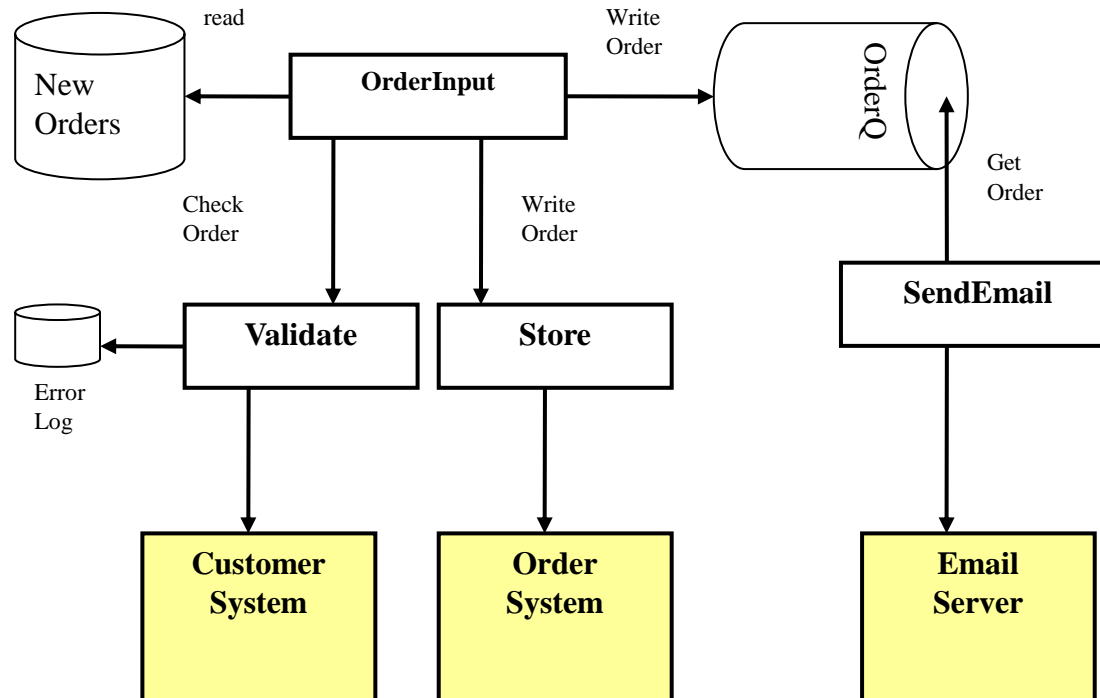 read
Write
Order
New
Orders
OrderInput
OrderQ
Get
Order
Check
Order
Write
Order
SendEmail
Validate
Store
Error
Log
Customer
System
Order
System
Email
Server